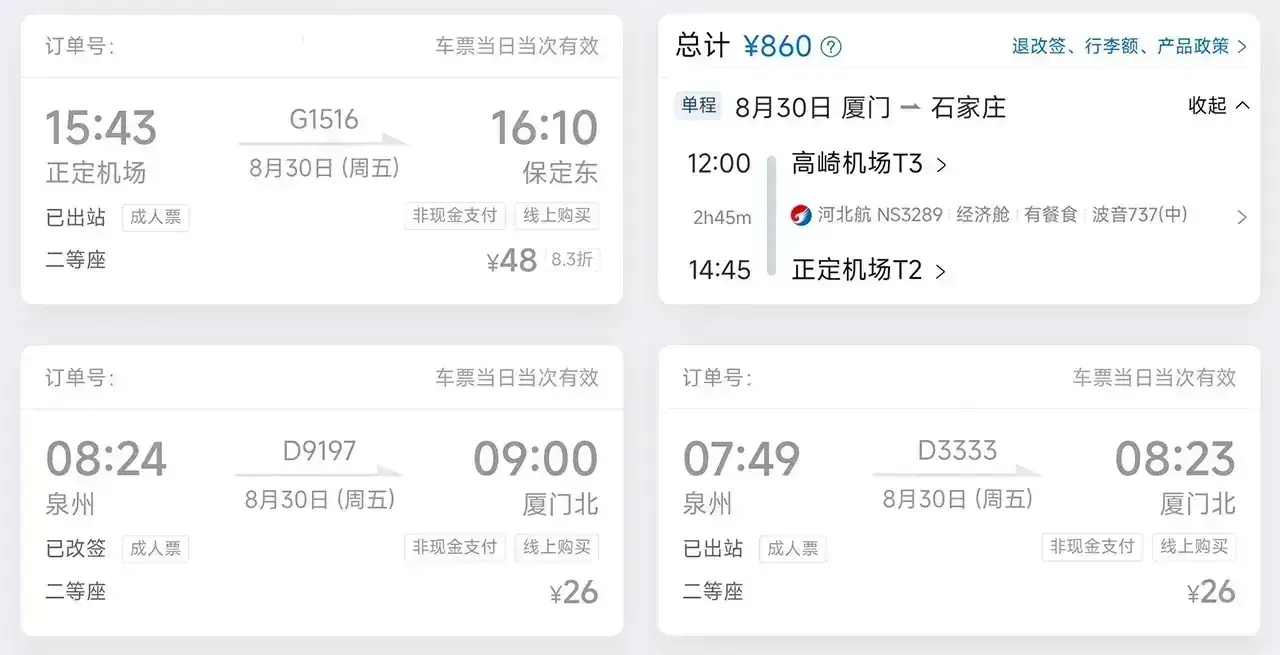 订单号: 车票当日当次有效
15:43 G1516 16:10
正定机场 8月30日 (周五) 保定东
已出站 成人票 非现金支付 线上购买
二等座 ¥48 8.3折
总计 ¥860 ? 退改签、行李额、产品政策 >
单程 8月30日 厦门 — 石家庄 收起
12:00 高崎机场T3 >
2h45m 河北航 NS3289 经济舱 有餐食 波音737(中) >
14:45 正定机场T2 >
订单号: 车票当日当次有效
08:24 D9197 09:00
泉州 8月30日 (周五) 厦门北
已改签 成人票 非现金支付 线上购买
二等座 ¥26
订单号: 车票当日当次有效
07:49 D3333 08:23
泉州 8月30日 (周五) 厦门北
已出站 成人票 非现金支付 线上购买
二等座 ¥26